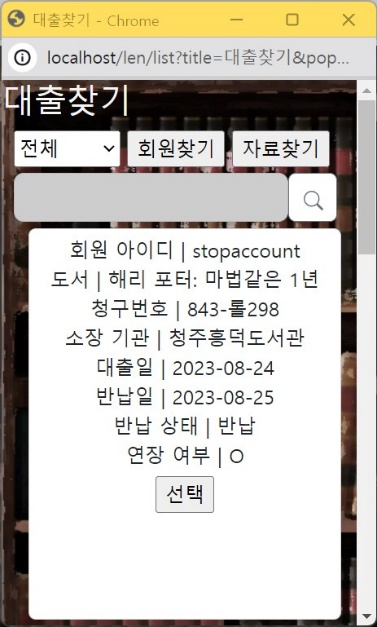 대출찾기 - Chrome
localhost/len/list?title=대출찾기&pop...
대출찾기
전체 회원찾기 자료찾기
회원 아이디 | stopaccount
도서 | 해리 포터: 마법같은 1년
청구번호 | 843-롤298
소장 기관 | 청주흥덕도서관
대출일 | 2023-08-24
반납일 | 2023-08-25
반납 상태 | 반납
연장 여부 | O
선택